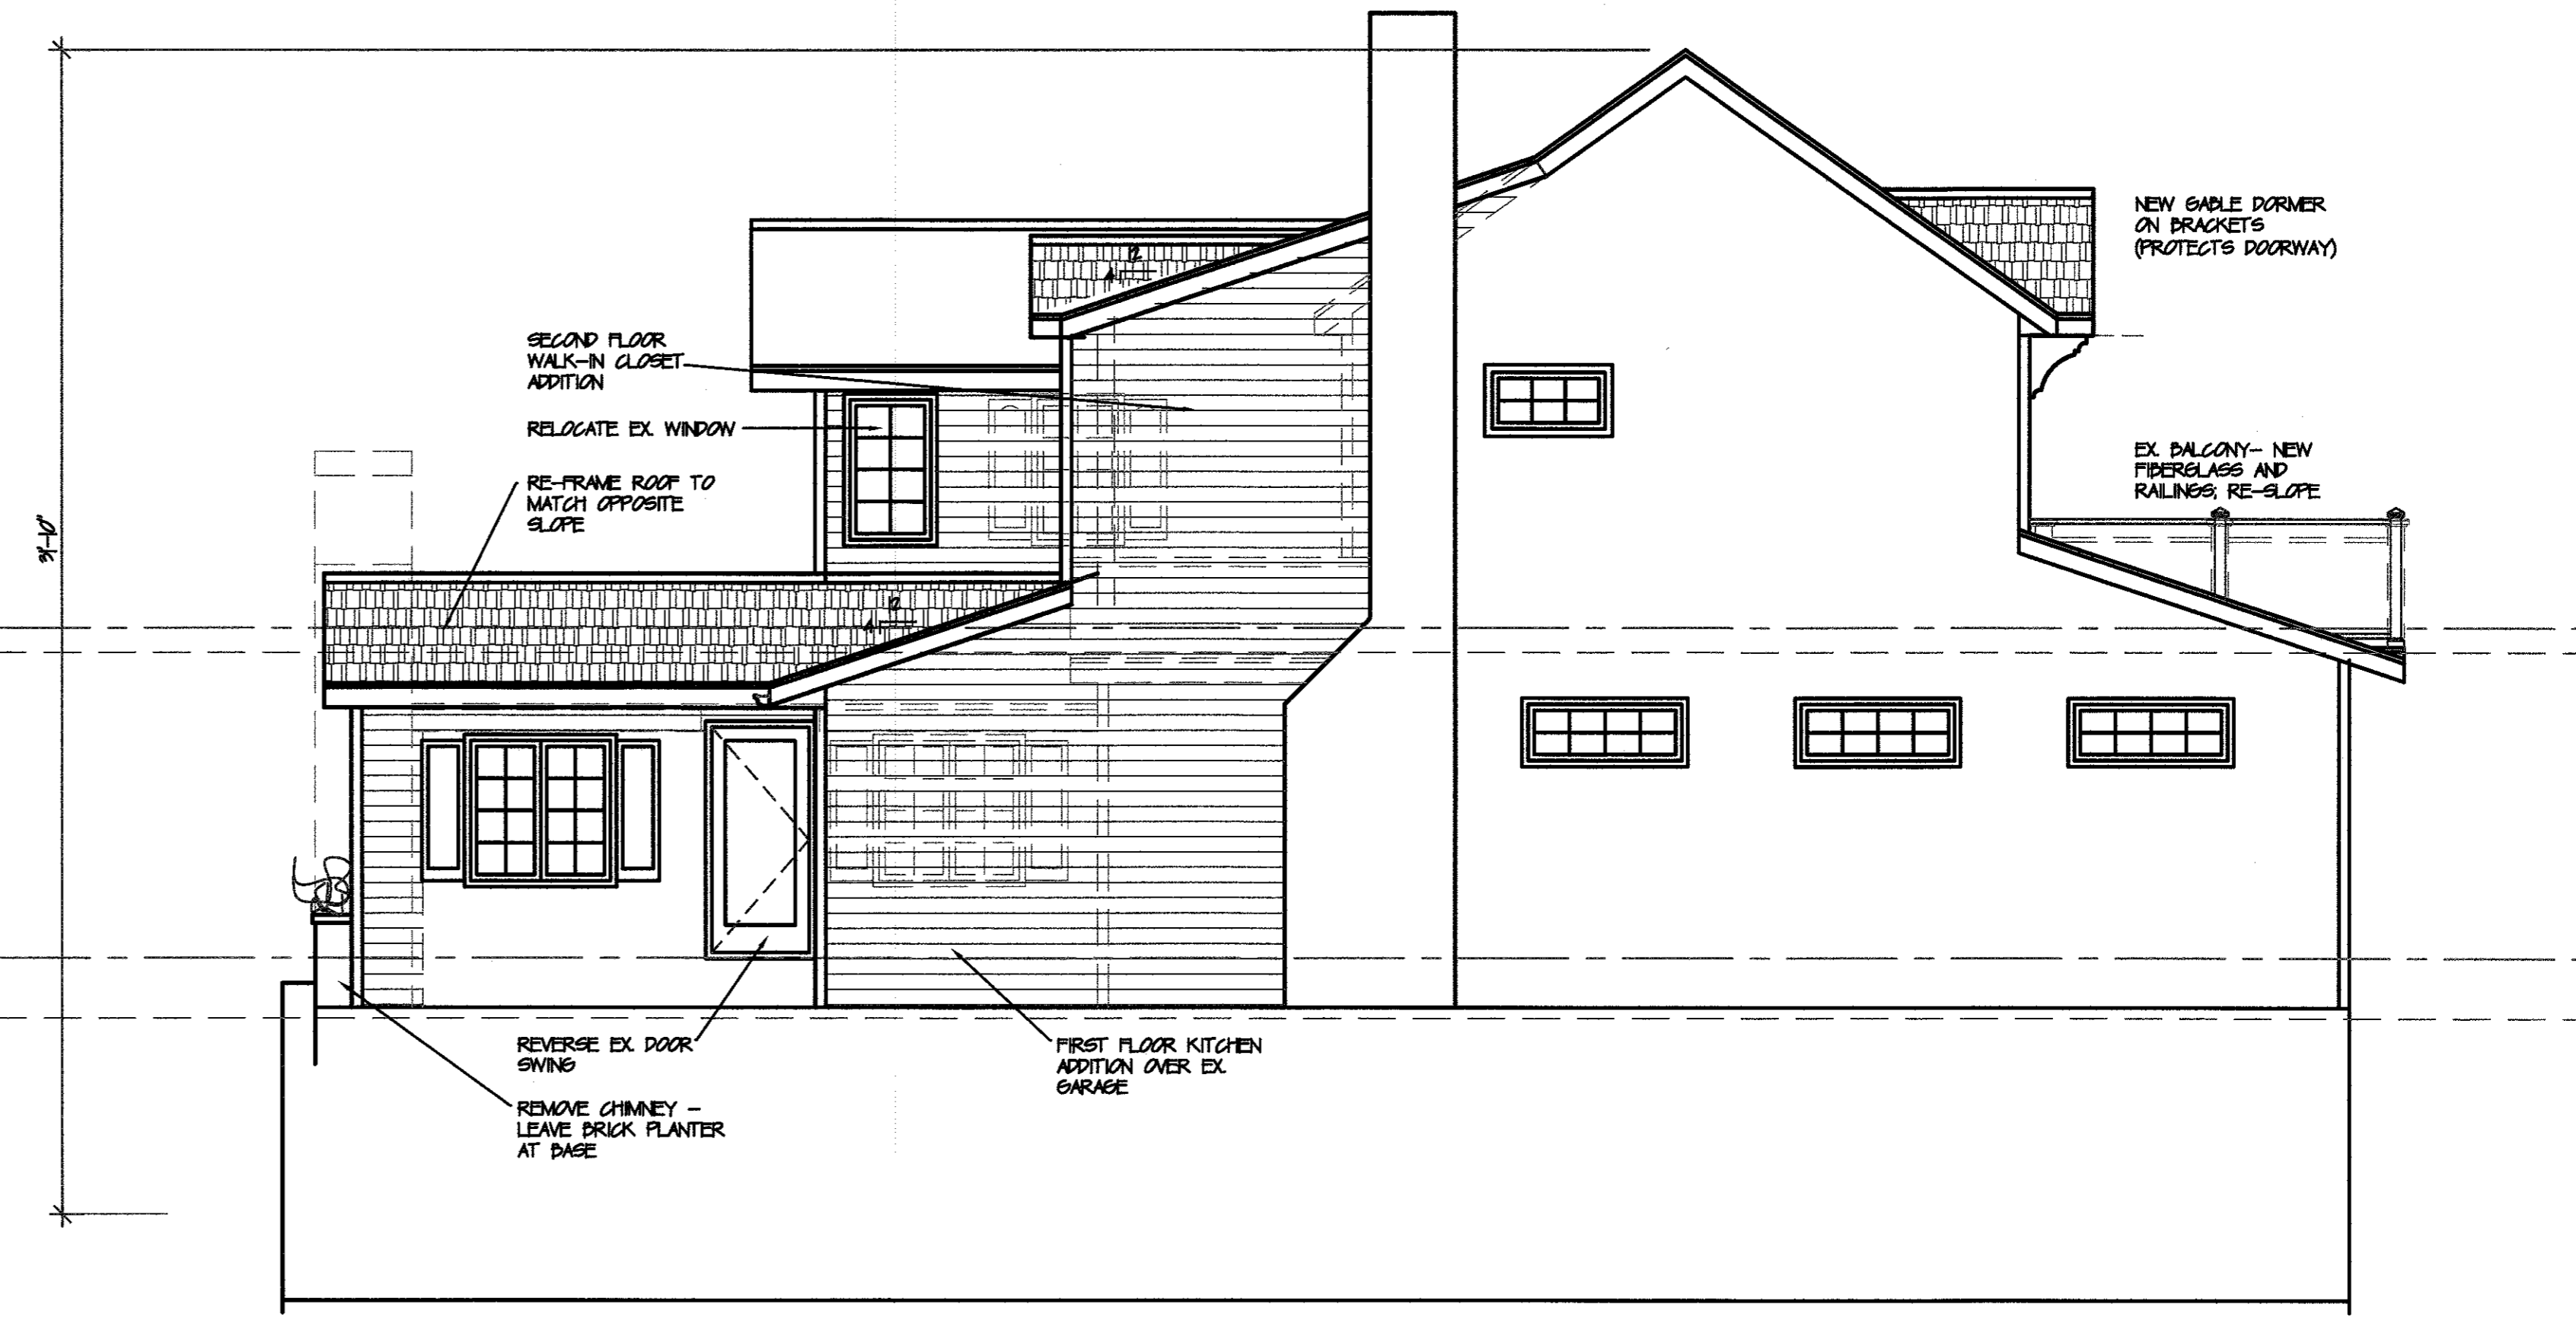 NEW GABLE DORMER
ON BRACKETS
(PROTECTS DOORWAY)
12
4
SECOND FLOOR
WALK-IN CLOSET
ADDITION
RELOCATE EX. WINDOW
EX. BALCONY- NEW
FIBERGLASS AND
RAILINGS; RE-SLOPE
RE-FRAME ROOF TO
MATCH OPPOSITE
SLOPE
31'-10"
12
4
REVERSE EX. DOOR
SWING
FIRST FLOOR KITCHEN
ADDITION OVER EX.
GARAGE
REMOVE CHIMNEY -
LEAVE BRICK PLANTER
AT BASE